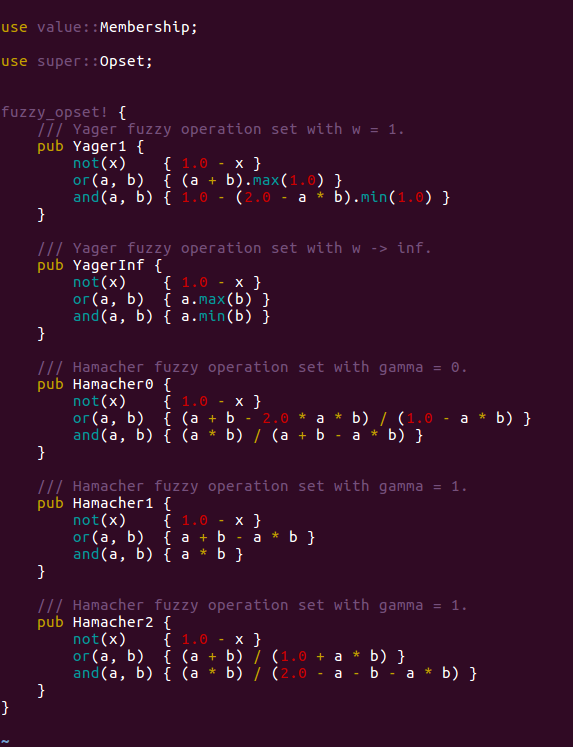 use value::Membership;
use super::Opset;
fuzzy_opset! {
    /// Yager fuzzy operation set with w = 1.
    pub Yager1 {
        not(x)    { 1.0 - x }
        or(a, b)  { (a + b).max(1.0) }
        and(a, b) { 1.0 - (2.0 - a * b).min(1.0) }
    }
    /// Yager fuzzy operation set with w -> inf.
    pub YagerInf {
        not(x)    { 1.0 - x }
        or(a, b)  { a.max(b) }
        and(a, b) { a.min(b) }
    }
    /// Hamacher fuzzy operation set with gamma = 0.
    pub Hamacher0 {
        not(x)    { 1.0 - x }
        or(a, b)  { (a + b - 2.0 * a * b) / (1.0 - a * b) }
        and(a, b) { (a * b) / (a + b - a * b) }
    }
    /// Hamacher fuzzy operation set with gamma = 1.
    pub Hamacher1 {
        not(x)    { 1.0 - x }
        or(a, b)  { a + b - a * b }
        and(a, b) { a * b }
    }
    /// Hamacher fuzzy operation set with gamma = 1.
    pub Hamacher2 {
        not(x)    { 1.0 - x }
        or(a, b)  { (a + b) / (1.0 + a * b) }
        and(a, b) { (a * b) / (2.0 - a - b - a * b) }
    }
}
~